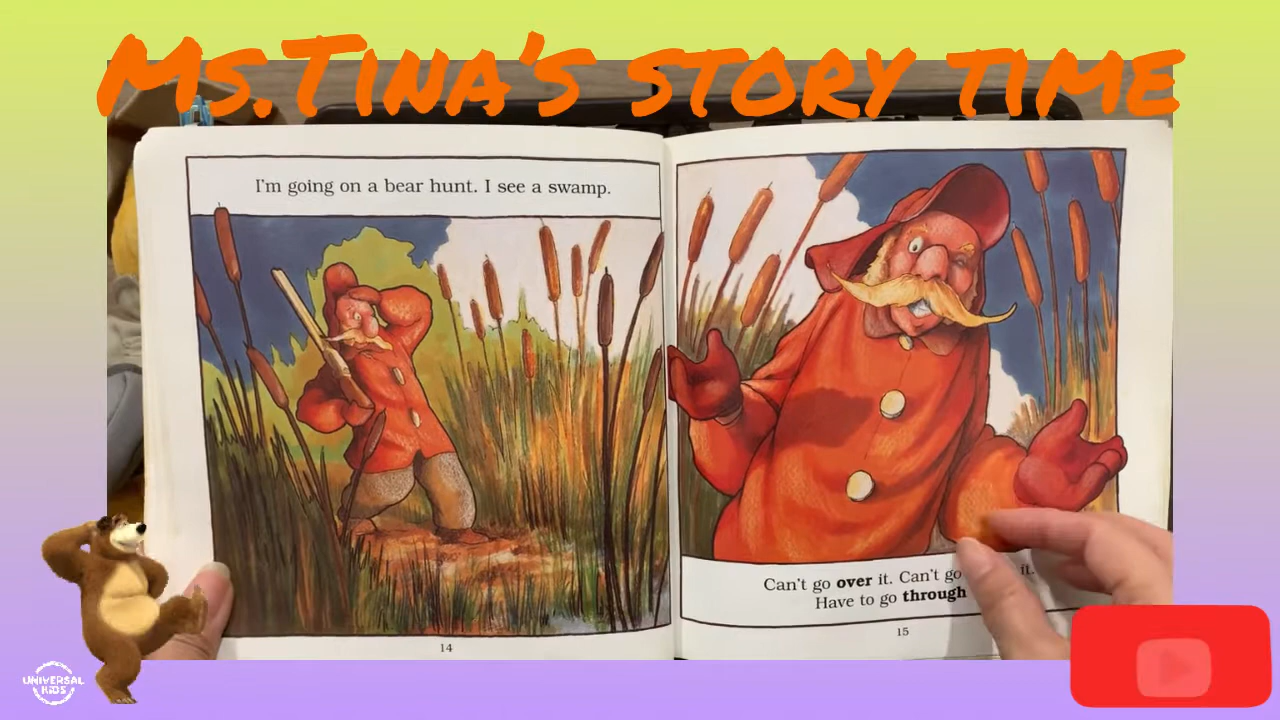 Ms.Tina's story time
I'm going on a bear hunt. I see a swamp.
Can't go over it. Can't go it.
Have to go through
14
15
UNIVERSAL
KiDS